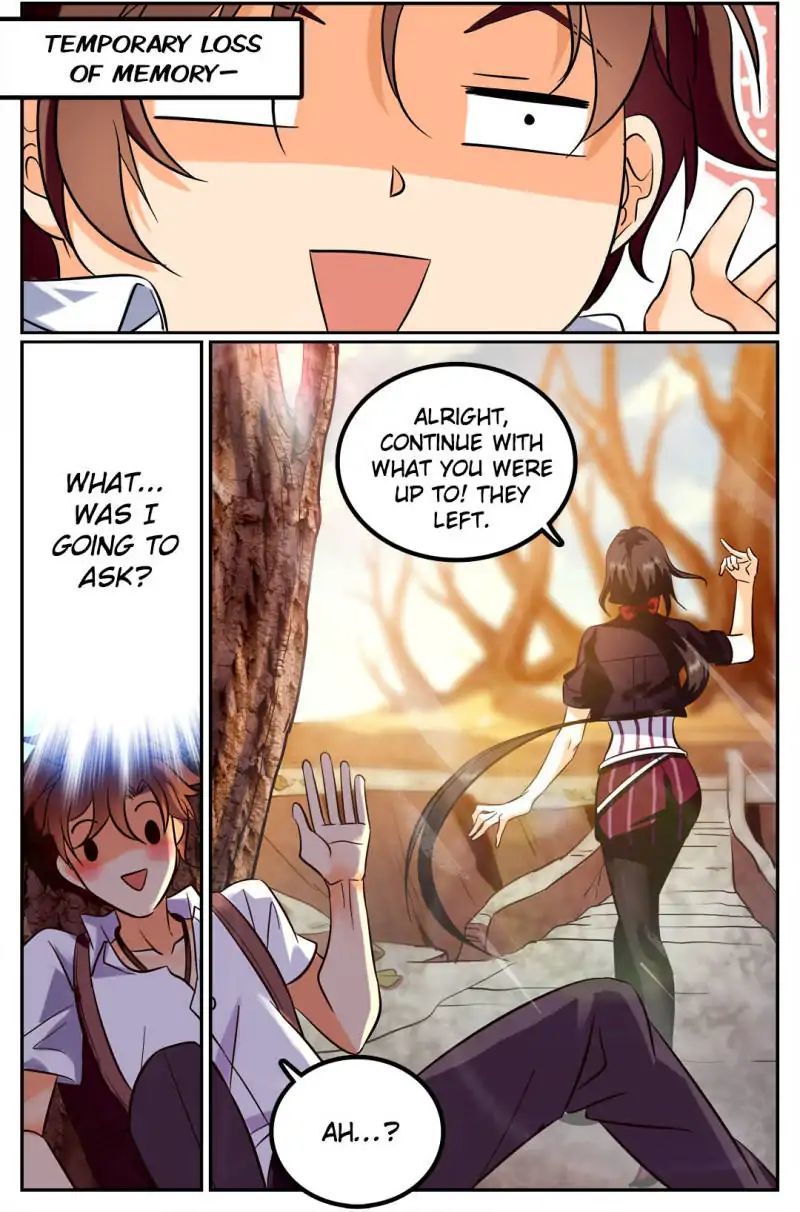 TEMPORARY LOSS
OF MEMORY-
WHAT...
WAS I
GOING TO
ASK?
ALRIGHT,
CONTINUE WITH
WHAT YOU WERE
UP TO! THEY
LEFT.
AH...?